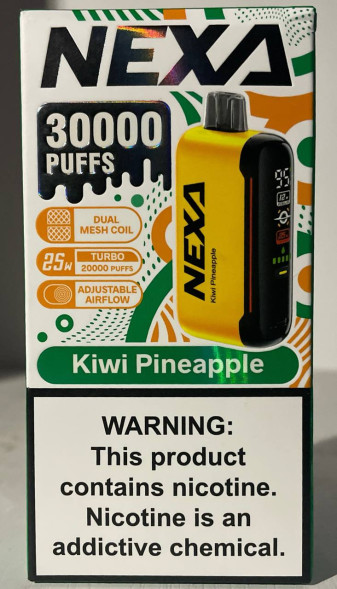 NEXA
30000
PUFFS
DUAL
MESH COIL
25W
TURBO
20000 PUFFS
ADJUSTABLE
AIRFLOW
NEXA
Kiwi Pineapple
95
Kiwi Pineapple
WARNING:
This product
contains nicotine.
Nicotine is an
addictive chemical.